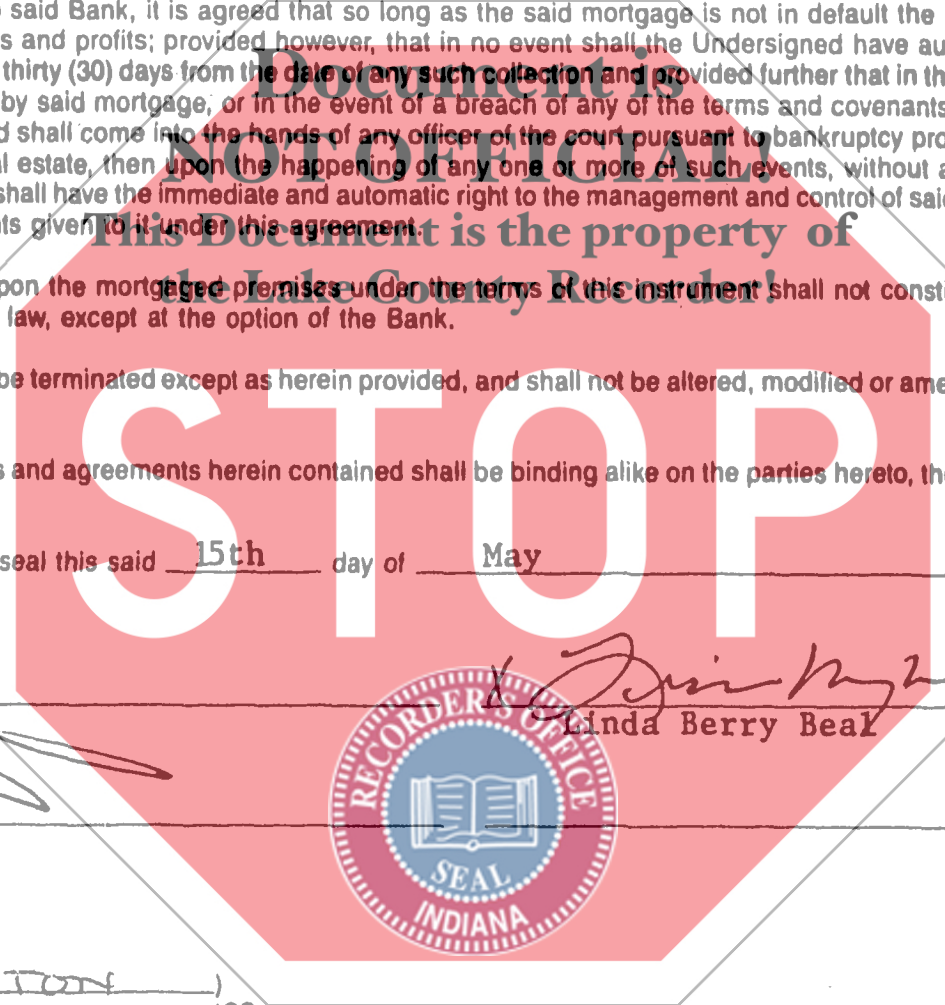 said Bank, it is agreed that so long as the said mortgage is not in default the
s and profits; provided however, that in no event shall the Undersigned have au
Document is
thirty (30) days from the date of any such collection and provided further that in th
by said mortgage, or in the event of a breach of any of the terms and covenants
d shall come into the hands of any officer of the court pursuant to bankruptcy pro
NOT OFFICIAL!
l estate, then upon the happening of any one or more of such events, without a
shall have the immediate and automatic right to the management and control of said
ts given to it under this agreement.
This Document is the property of
the Lake County Recorder!
pon the mortgaged premises under the terms of this instrument shall not consti
law, except at the option of the Bank.
be terminated except as herein provided, and shall not be altered, modified or ame
STOP
s and agreements herein contained shall be binding alike on the parties hereto, th
seal this said 15th day of May
X
Linda Berry Beal
RECORDER'S OFFICE
SEAL
INDIANA
TON )